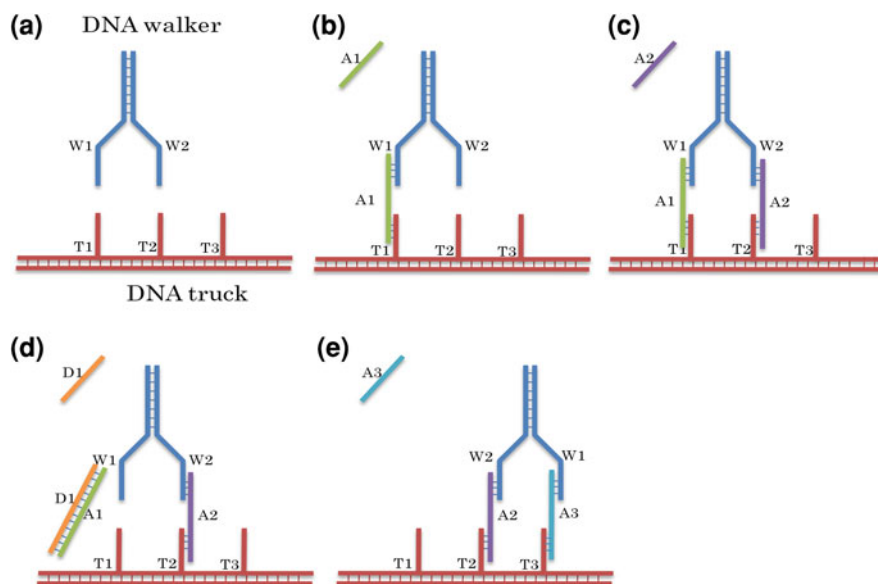 (a) DNA walker
W1 W2
T1 T2 T3
DNA truck
(b)
A1
W1 W2
A1
T1 T2 T3
(c)
A2
W1 W2
A1 A2
T1 T2 T3
(d)
D1
W1 W2
D1
A1 A2
T1 T2 T3
(e)
A3
W2 W1
A2 A3
T1 T2 T3